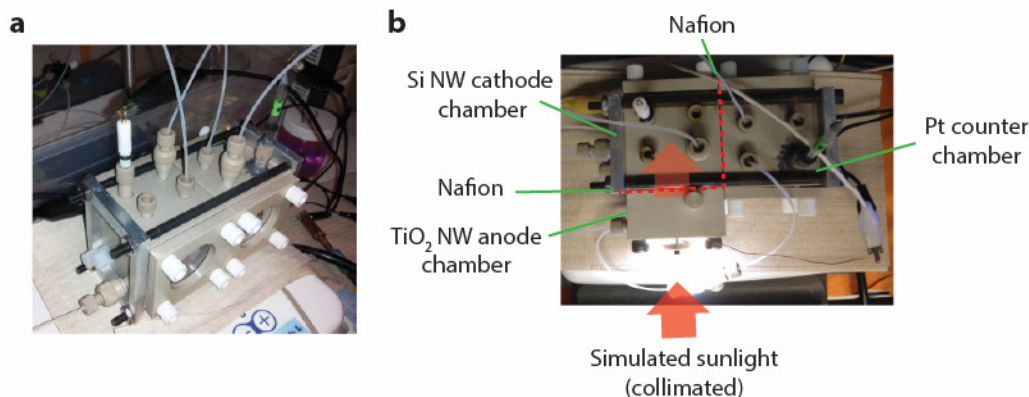 a
b
Nafion
Si NW cathode
chamber
Pt counter
chamber
Nafion
TiO₂ NW anode
chamber
Simulated sunlight
(collimated)